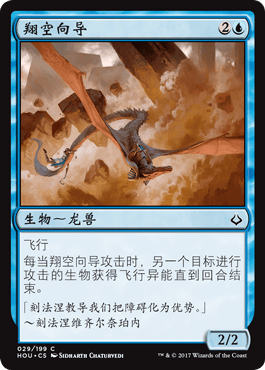 翔空向导 2
生物～龙兽
飞行
每当翔空向导攻击时，另一个目标进行
攻击的生物获得飞行异能直到回合结
束。
「刻法涅教导我们把障碍化为优势。」
～刻法涅维齐尔奈珀内
2/2
029/199 C
HOU • CS SIDHARTH CHATURVEDI
™ & © 2017 Wizards of the Coast